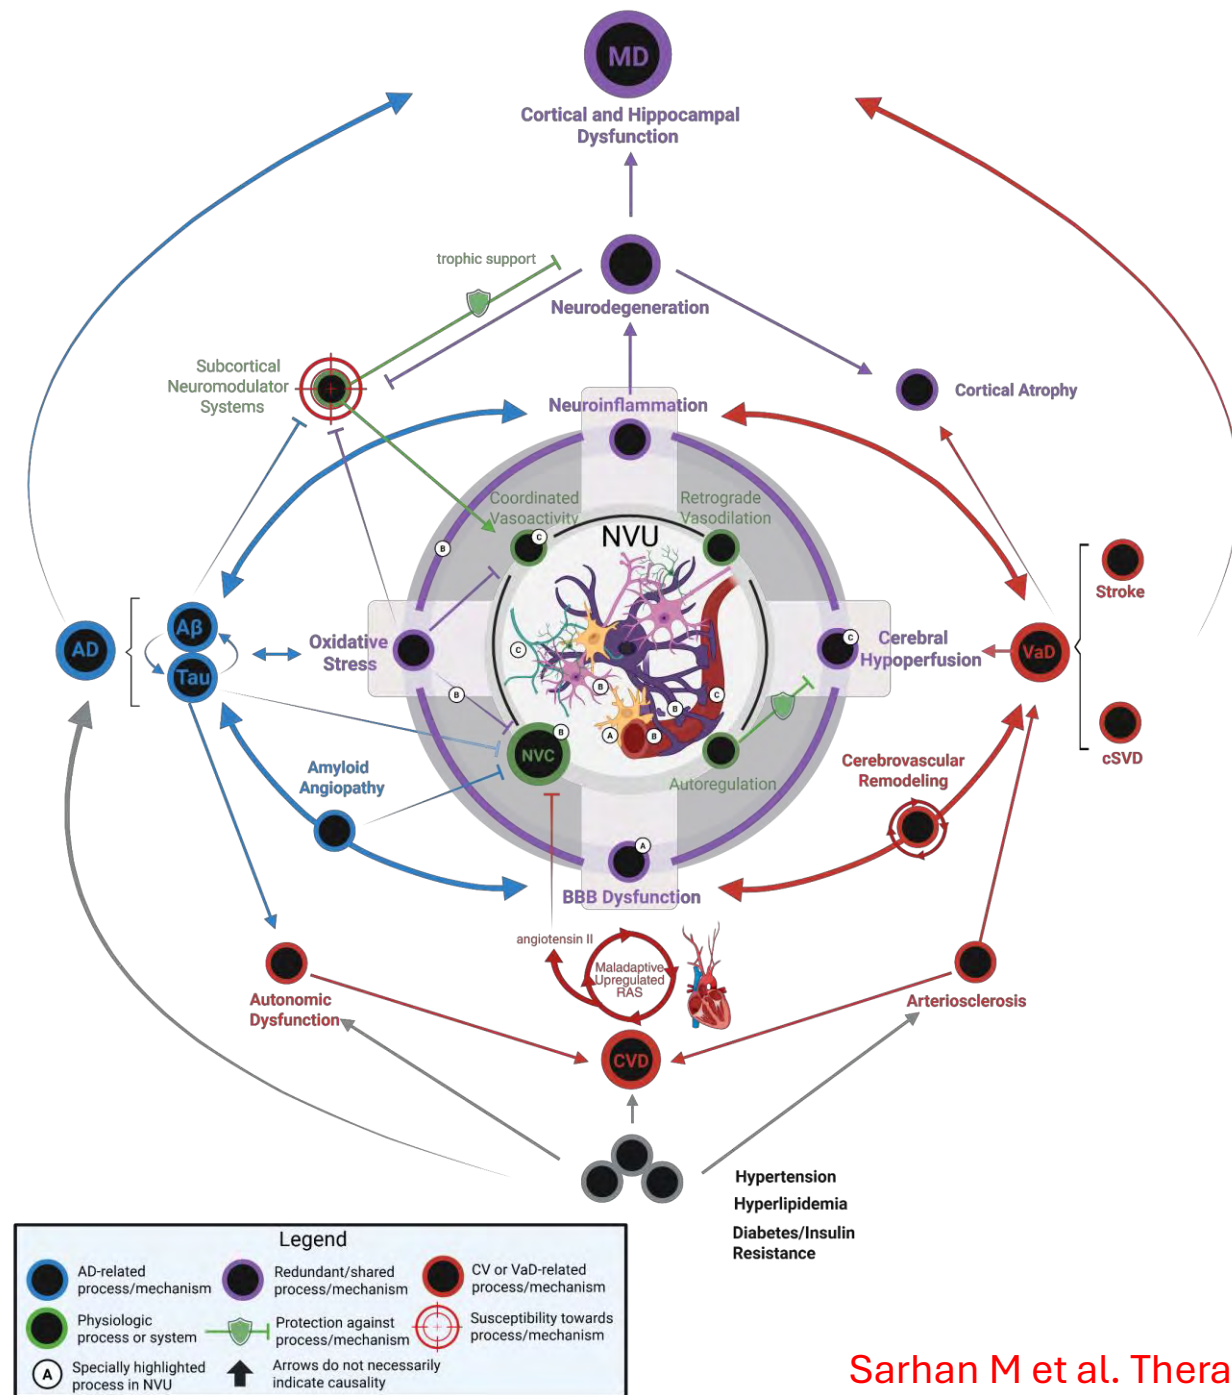 MD
Cortical and Hippocampal
Dysfunction
trophic support
Neurodegeneration
Subcortical
Neuromodulator
Systems
Cortical Atrophy
Neuroinflammation
Coordinated
Vasoactivity
Retrograde
Vasodilation
C
B
NVU
AD
Aβ
Tau
Oxidative
Stress
C
B
B
B
C
A
B
C
Cerebral
Hypoperfusion
VaD
Stroke
cSVD
NVC
B
Autoregulation
Amyloid
Angiopathy
Cerebrovascular
Remodeling
A
BBB Dysfunction
angiotensin II
Maladaptive
Upregulated
RAS
Autonomic
Dysfunction
Arteriosclerosis
CVD
Hypertension
Hyperlipidemia
Diabetes/Insulin
Resistance
Legend
AD-related
process/mechanism
Redundant/shared
process/mechanism
CV or VaD-related
process/mechanism
Physiologic
process or system
Protection against
process/mechanism
Susceptibility towards
process/mechanism
A
Specially highlighted
process in NVU
Arrows do not necessarily
indicate causality
Sarhan M et al. Thera